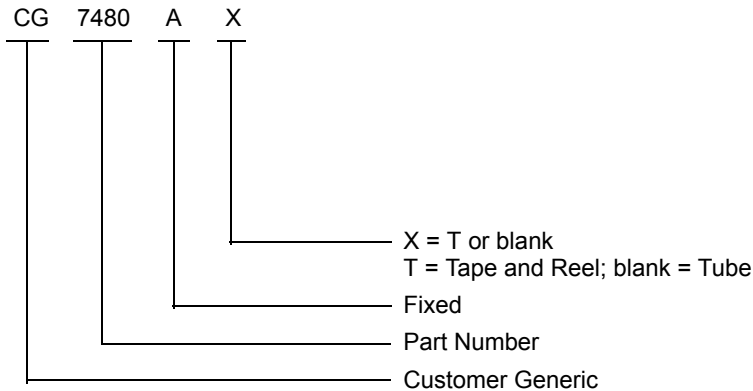 CG 7480 A X
X = T or blank
T = Tape and Reel; blank = Tube
Fixed
Part Number
Customer Generic